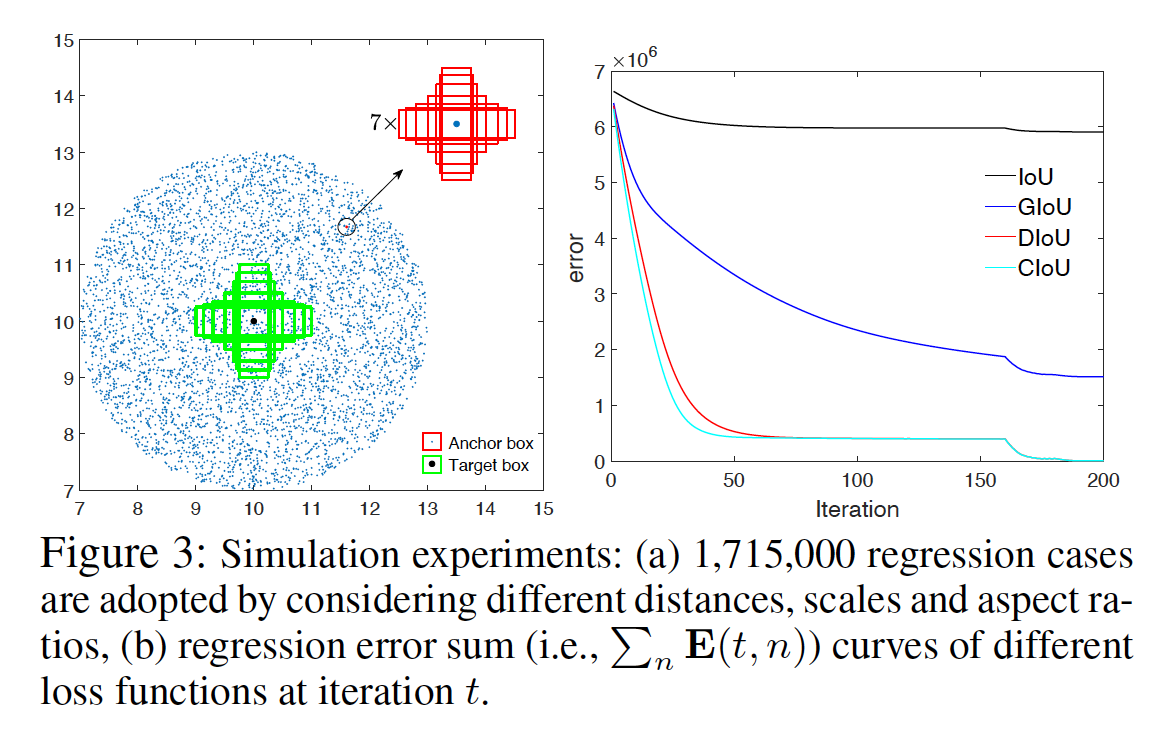 15
14
13
12
11
10
9
8
7
7 8 9 10 11 12 13 14 15
7×
Anchor box
Target box
×10⁶
7
6
5
4
3
2
1
0
error
0 50 100 150 200
Iteration
IoU
GIoU
DIoU
CIoU
Figure 3: Simulation experiments: (a) 1,715,000 regression cases
are adopted by considering different distances, scales and aspect ra-
tios, (b) regression error sum (i.e., ∑ₙ E(t, n)) curves of different
loss functions at iteration t.